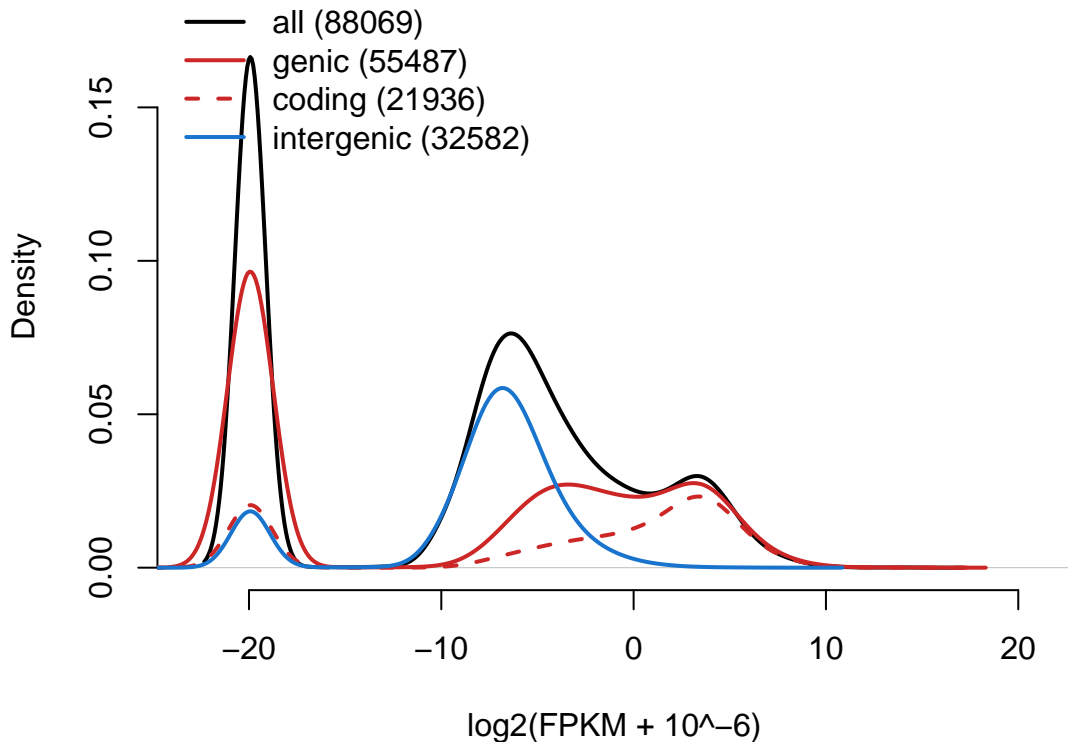 all (88069)
genic (55487)
coding (21936)
intergenic (32582)
Density
0.15
0.10
0.05
0.00
−20 −10 0 10 20
log2(FPKM + 10^−6)